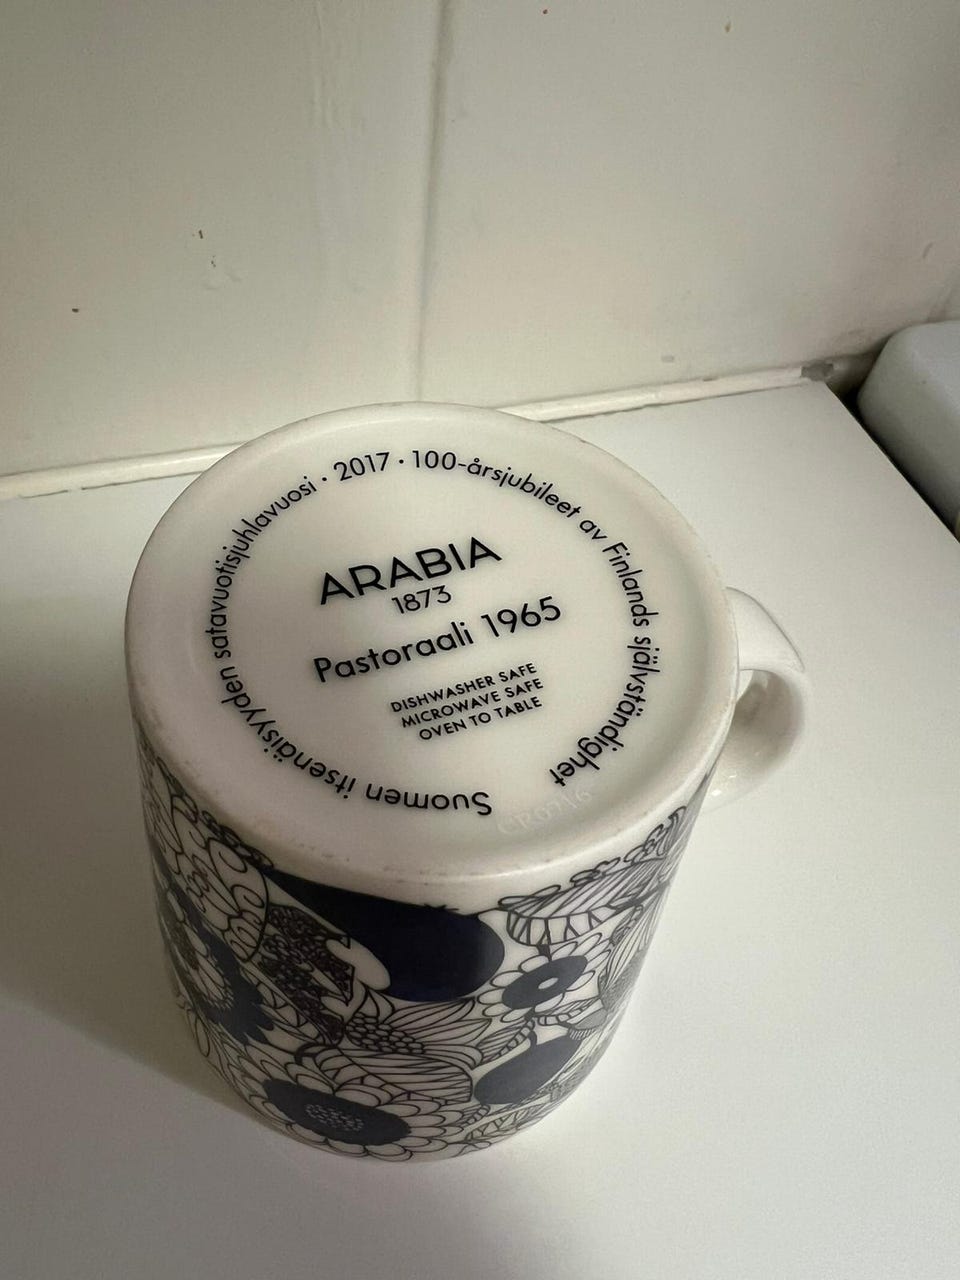 Suomen itsenäisyyden satavuotisjuhlavuosi · 2017 · 100-årsjubileet av Finlands självständighet
ARABIA
1873
Pastoraali 1965
DISHWASHER SAFE
MICROWAVE SAFE
OVEN TO TABLE